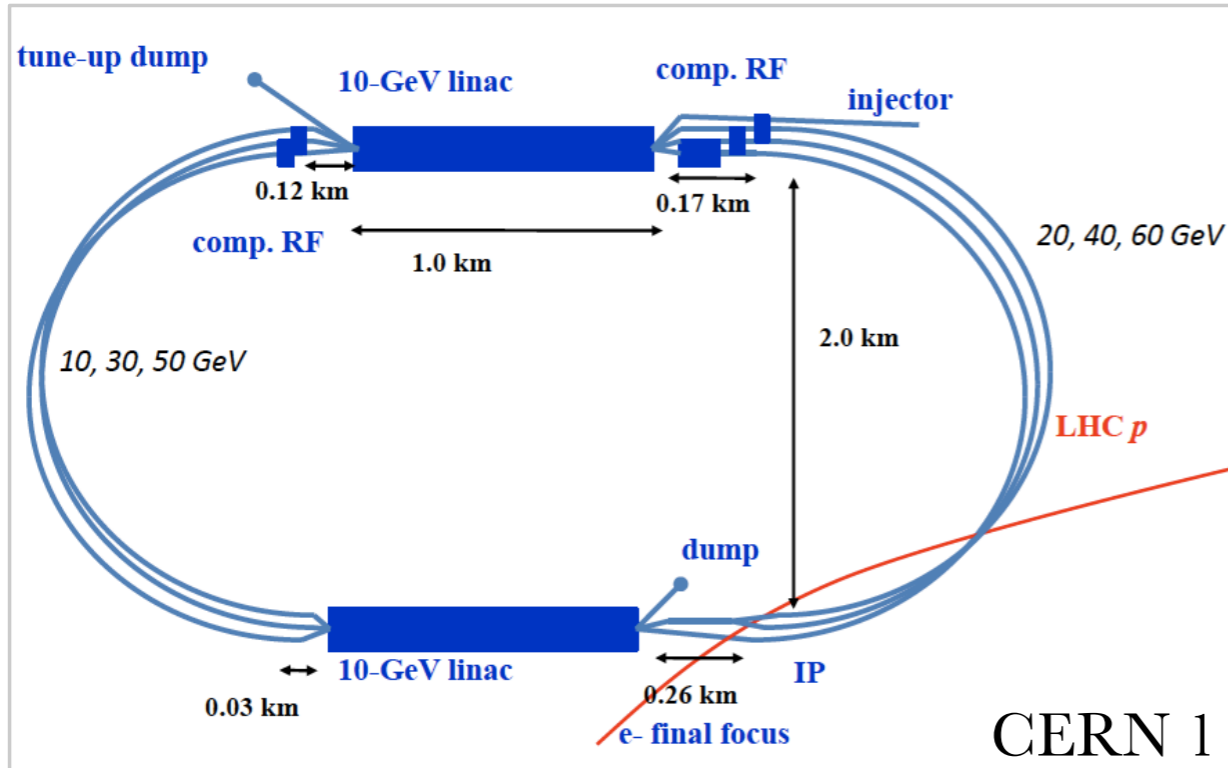 tune-up dump
10-GeV linac
comp. RF
injector
0.12 km
0.17 km
comp. RF
1.0 km
20, 40, 60 GeV
2.0 km
10, 30, 50 GeV
LHC p
dump
10-GeV linac
IP
0.03 km
0.26 km
e- final focus
CERN 1